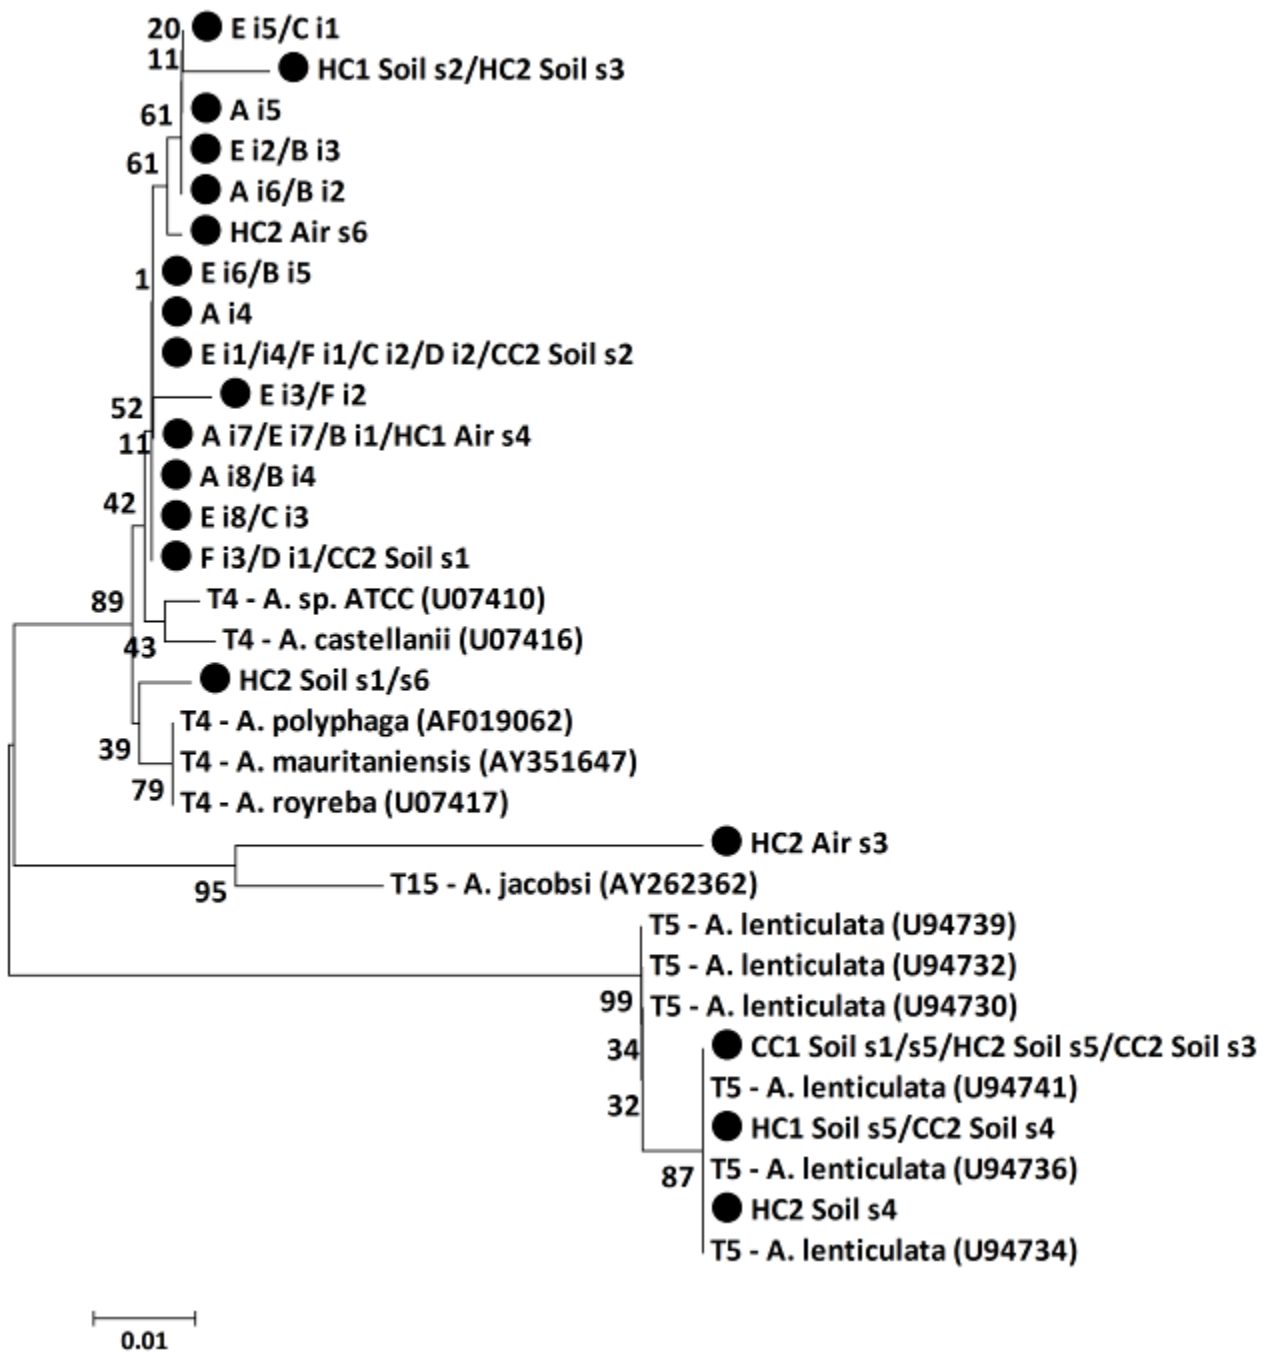 20 E i5/C i1
11
HC1 Soil s2/HC2 Soil s3
61 A i5
E i2/B i3
61
A i6/B i2
HC2 Air s6
1 E i6/B i5
A i4
E i1/i4/F i1/C i2/D i2/CC2 Soil s2
E i3/F i2
52
11 A i7/E i7/B i1/HC1 Air s4
A i8/B i4
42
E i8/C i3
F i3/D i1/CC2 Soil s1
89 T4 - A. sp. ATCC (U07410)
43 T4 - A. castellanii (U07416)
HC2 Soil s1/s6
T4 - A. polyphaga (AF019062)
39
T4 - A. mauritaniensis (AY351647)
79 T4 - A. royreba (U07417)
HC2 Air s3
95 T15 - A. jacobsi (AY262362)
T5 - A. lenticulata (U94739)
T5 - A. lenticulata (U94732)
99 T5 - A. lenticulata (U94730)
34 CC1 Soil s1/s5/HC2 Soil s5/CC2 Soil s3
T5 - A. lenticulata (U94741)
32
HC1 Soil s5/CC2 Soil s4
87 T5 - A. lenticulata (U94736)
HC2 Soil s4
T5 - A. lenticulata (U94734)
0.01